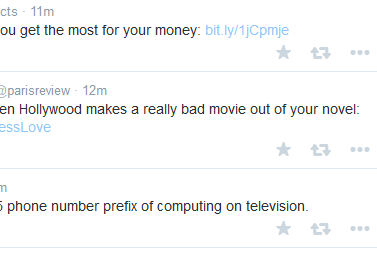 cts · 11m
ou get the most for your money: bit.ly/1jCpmje
@parisreview · 12m
en Hollywood makes a really bad movie out of your novel:
essLove
m
5 phone number prefix of computing on television.